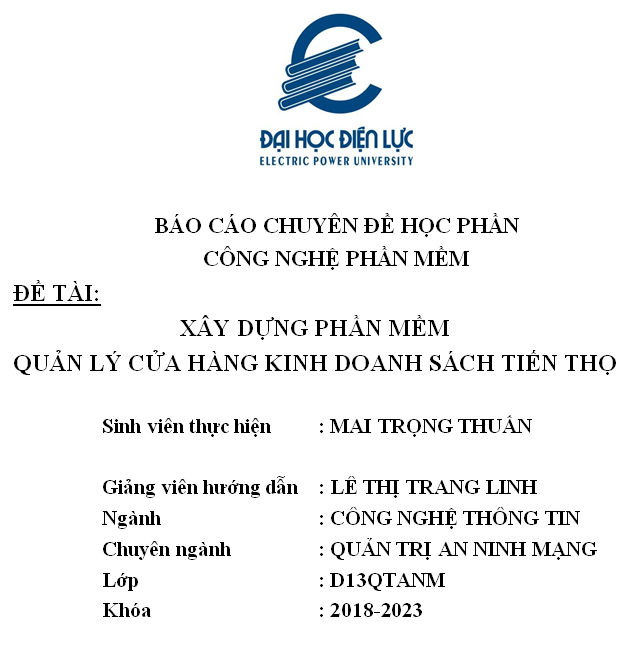 ĐẠI HỌC ĐIỆN LỰC
ELECTRIC POWER UNIVERSITY
BÁO CÁO CHUYÊN ĐỀ HỌC PHẦN
CÔNG NGHỆ PHẦN MỀM
ĐỀ TÀI:
XÂY DỰNG PHẦN MỀM
QUẢN LÝ CỬA HÀNG KINH DOANH SÁCH TIẾN THỌ
Sinh viên thực hiện : MAI TRỌNG THUẤN
Giảng viên hướng dẫn : LÊ THỊ TRANG LINH
Ngành : CÔNG NGHỆ THÔNG TIN
Chuyên ngành : QUẢN TRỊ AN NINH MẠNG
Lớp : D13QTANM
Khóa : 2018-2023